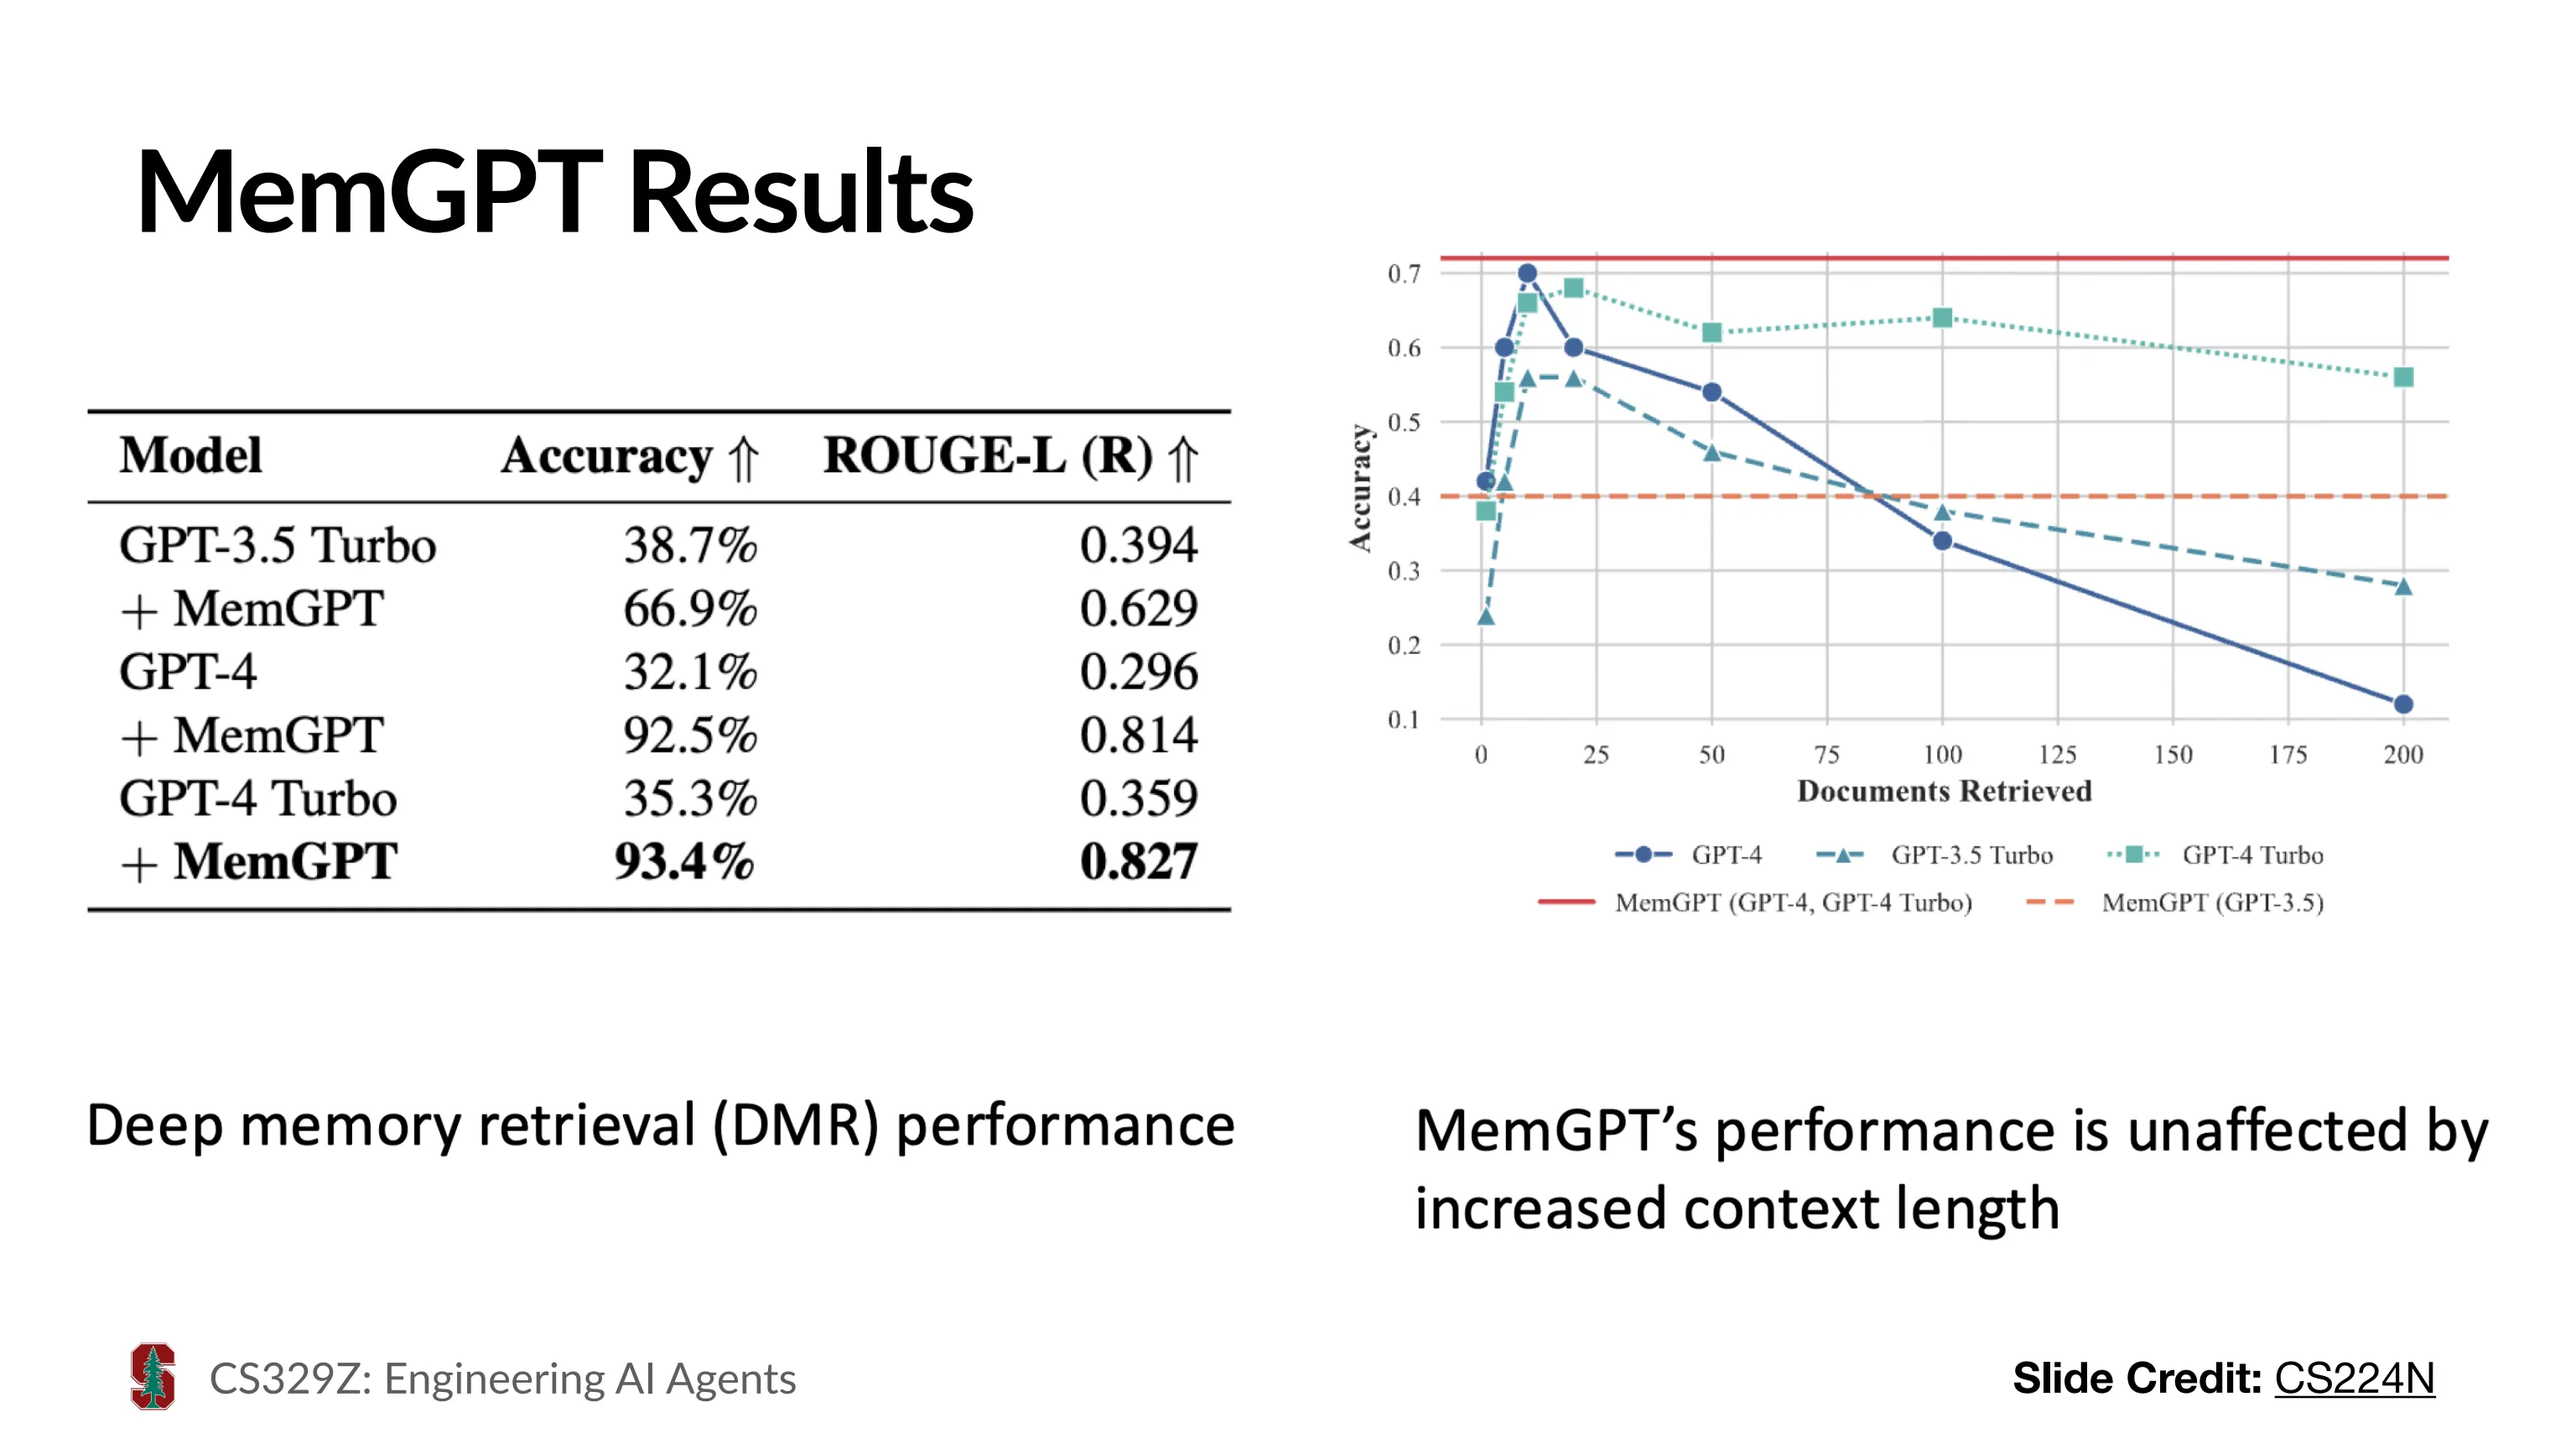 MemGPT Results
Model Accuracy ⇑ ROUGE-L (R) ⇑
GPT-3.5 Turbo 38.7% 0.394
+ MemGPT 66.9% 0.629
GPT-4 32.1% 0.296
+ MemGPT 92.5% 0.814
GPT-4 Turbo 35.3% 0.359
+ MemGPT 93.4% 0.827
Deep memory retrieval (DMR) performance
Accuracy
0.7
0.6
0.5
0.4
0.3
0.2
0.1
0 25 50 75 100 125 150 175 200
Documents Retrieved
GPT-4 GPT-3.5 Turbo GPT-4 Turbo
MemGPT (GPT-4, GPT-4 Turbo) MemGPT (GPT-3.5)
MemGPT’s performance is unaffected by
increased context length
CS329Z: Engineering AI Agents
Slide Credit: CS224N